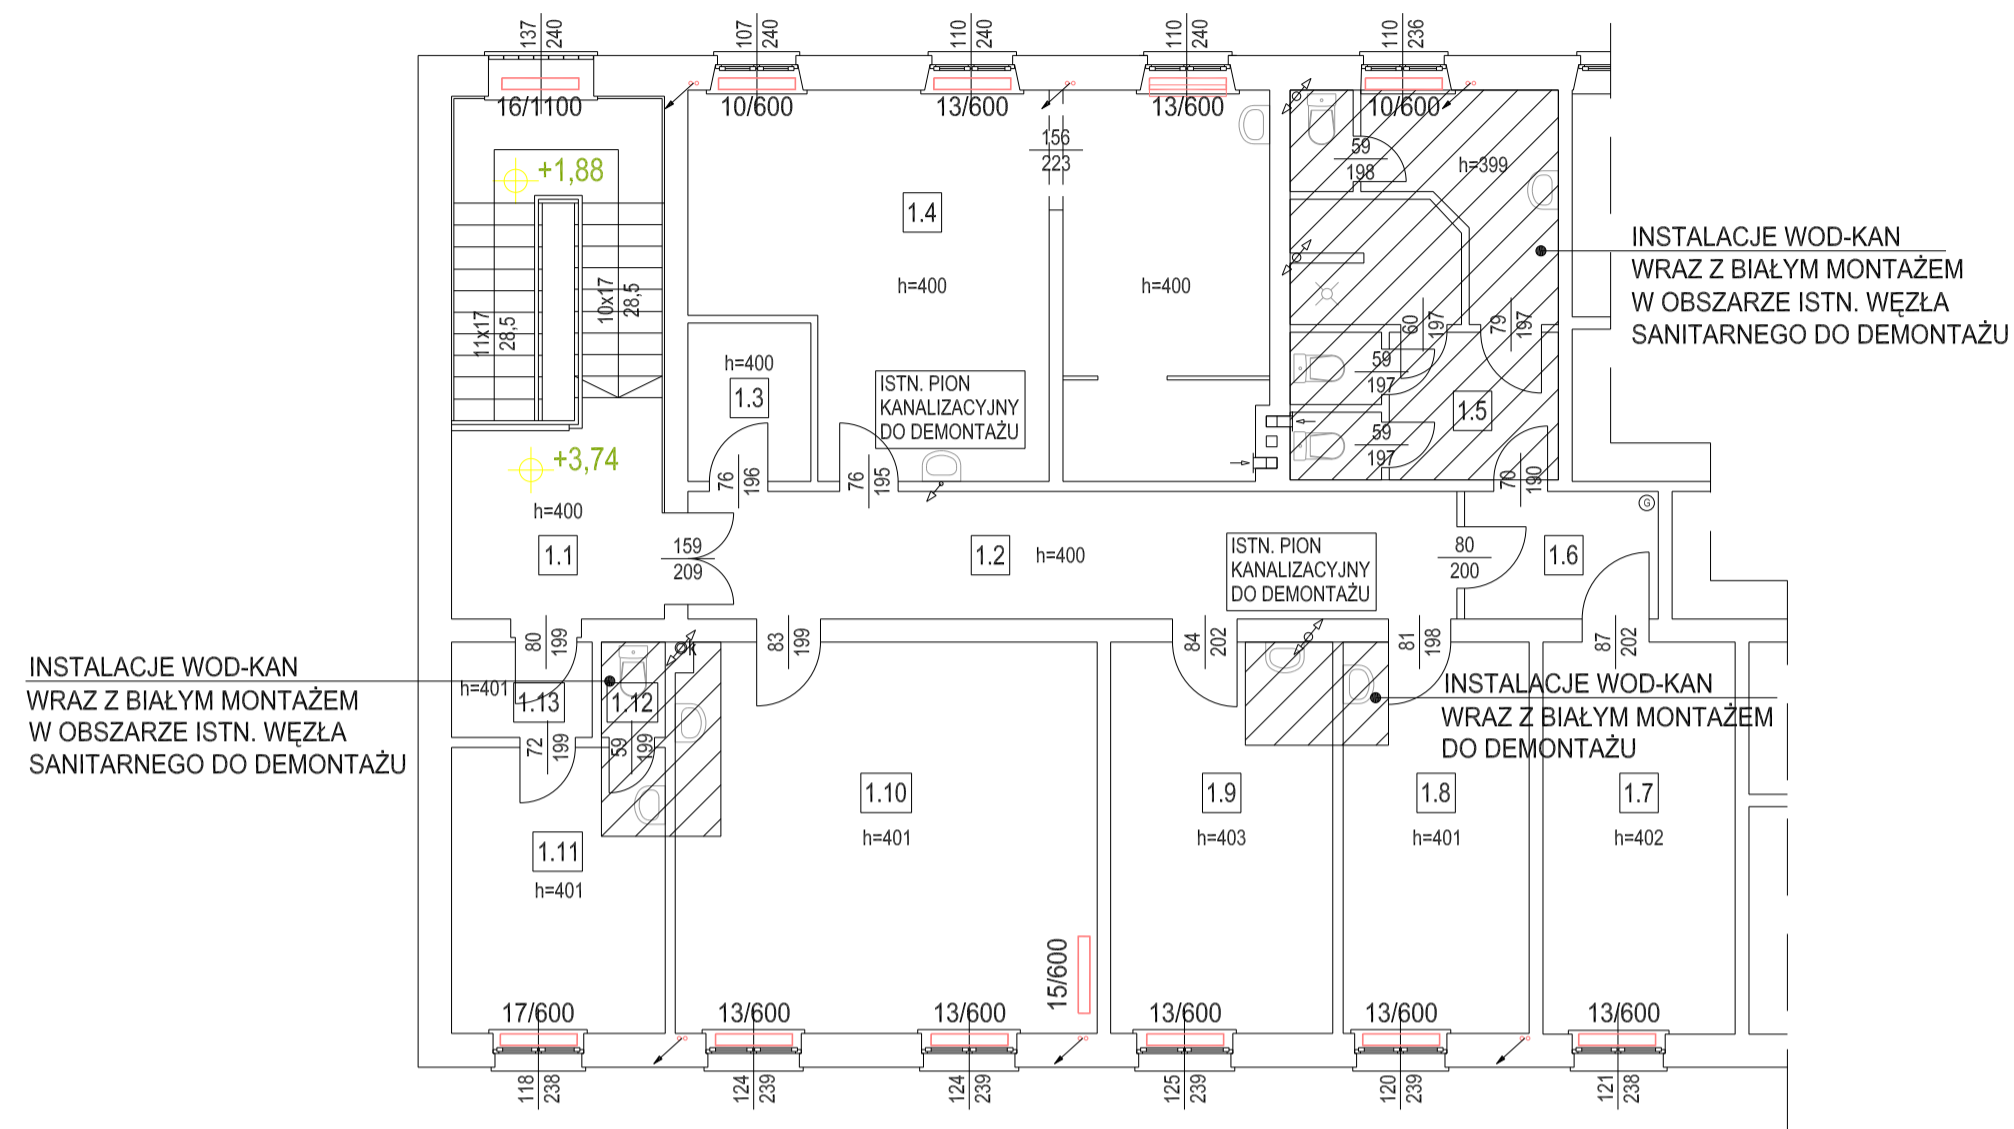 137
240
107
240
110
240
110
240
110
236
16/1100
10/600
13/600
13/600
10/600
156
223
59
198
h=399
+1,88
1.4
h=400
h=400
INSTALACJE WOD-KAN
WRAZ Z BIAŁYM MONTAŻEM
W OBSZARZE ISTN. WĘZŁA
SANITARNEGO DO DEMONTAŻU
11x17
28,5
10x17
28,5
60
197
79
197
h=400
1.3
59
197
ISTN. PION
KANALIZACYJNY
DO DEMONTAŻU
1.5
59
197
+3,74
h=400
76
196
76
195
70
190
G
1.1
159
209
1.2
h=400
ISTN. PION
KANALIZACYJNY
DO DEMONTAŻU
80
200
1.6
80
199
83
199
84
202
81
198
87
202
INSTALACJE WOD-KAN
WRAZ Z BIAŁYM MONTAŻEM
W OBSZARZE ISTN. WĘZŁA
SANITARNEGO DO DEMONTAŻU
h=401
1.13
1.12
Ok
72
199
59
199
INSTALACJE WOD-KAN
WRAZ Z BIAŁYM MONTAŻEM
DO DEMONTAŻU
1.10
h=401
1.9
h=403
1.8
h=401
1.7
h=402
1.11
h=401
15/600
17/600
13/600
13/600
13/600
13/600
13/600
118
238
124
239
124
239
125
239
120
239
121
238